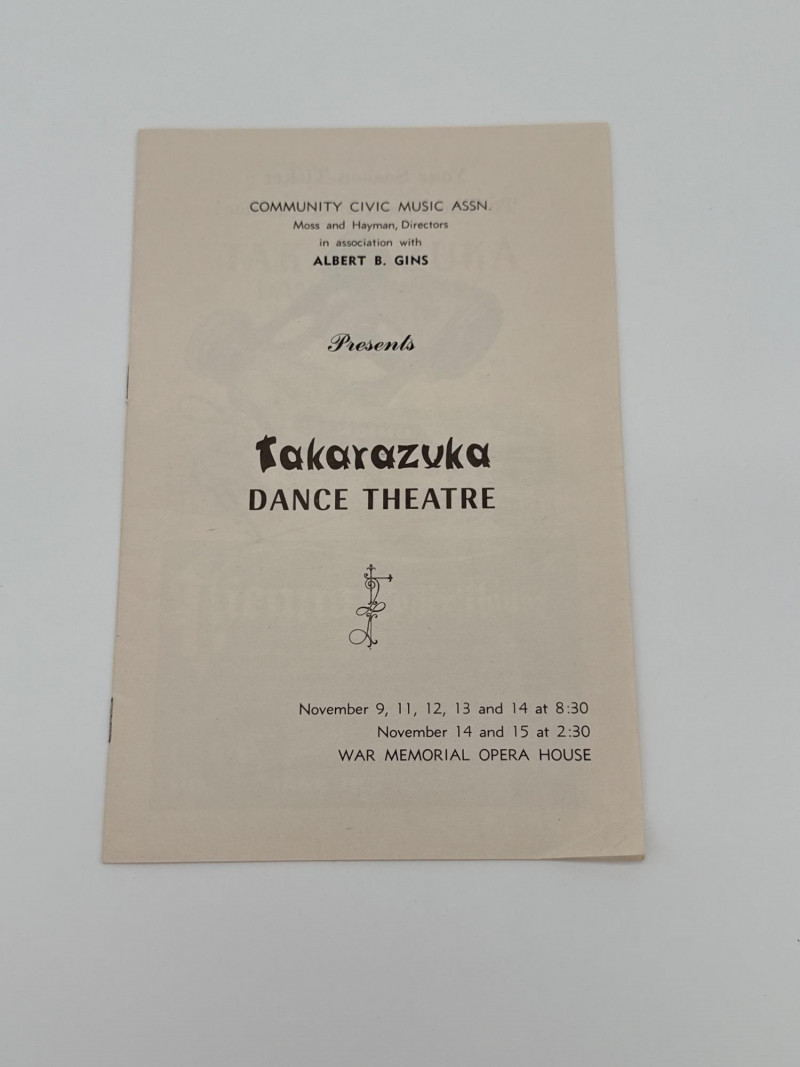 COMMUNITY CIVIC MUSIC ASSN.
Moss and Hayman, Directors
in association with
ALBERT B. GINS
Presents
Takarazuka
DANCE THEATRE
November 9, 11, 12, 13 and 14 at 8:30
November 14 and 15 at 2:30
WAR MEMORIAL OPERA HOUSE